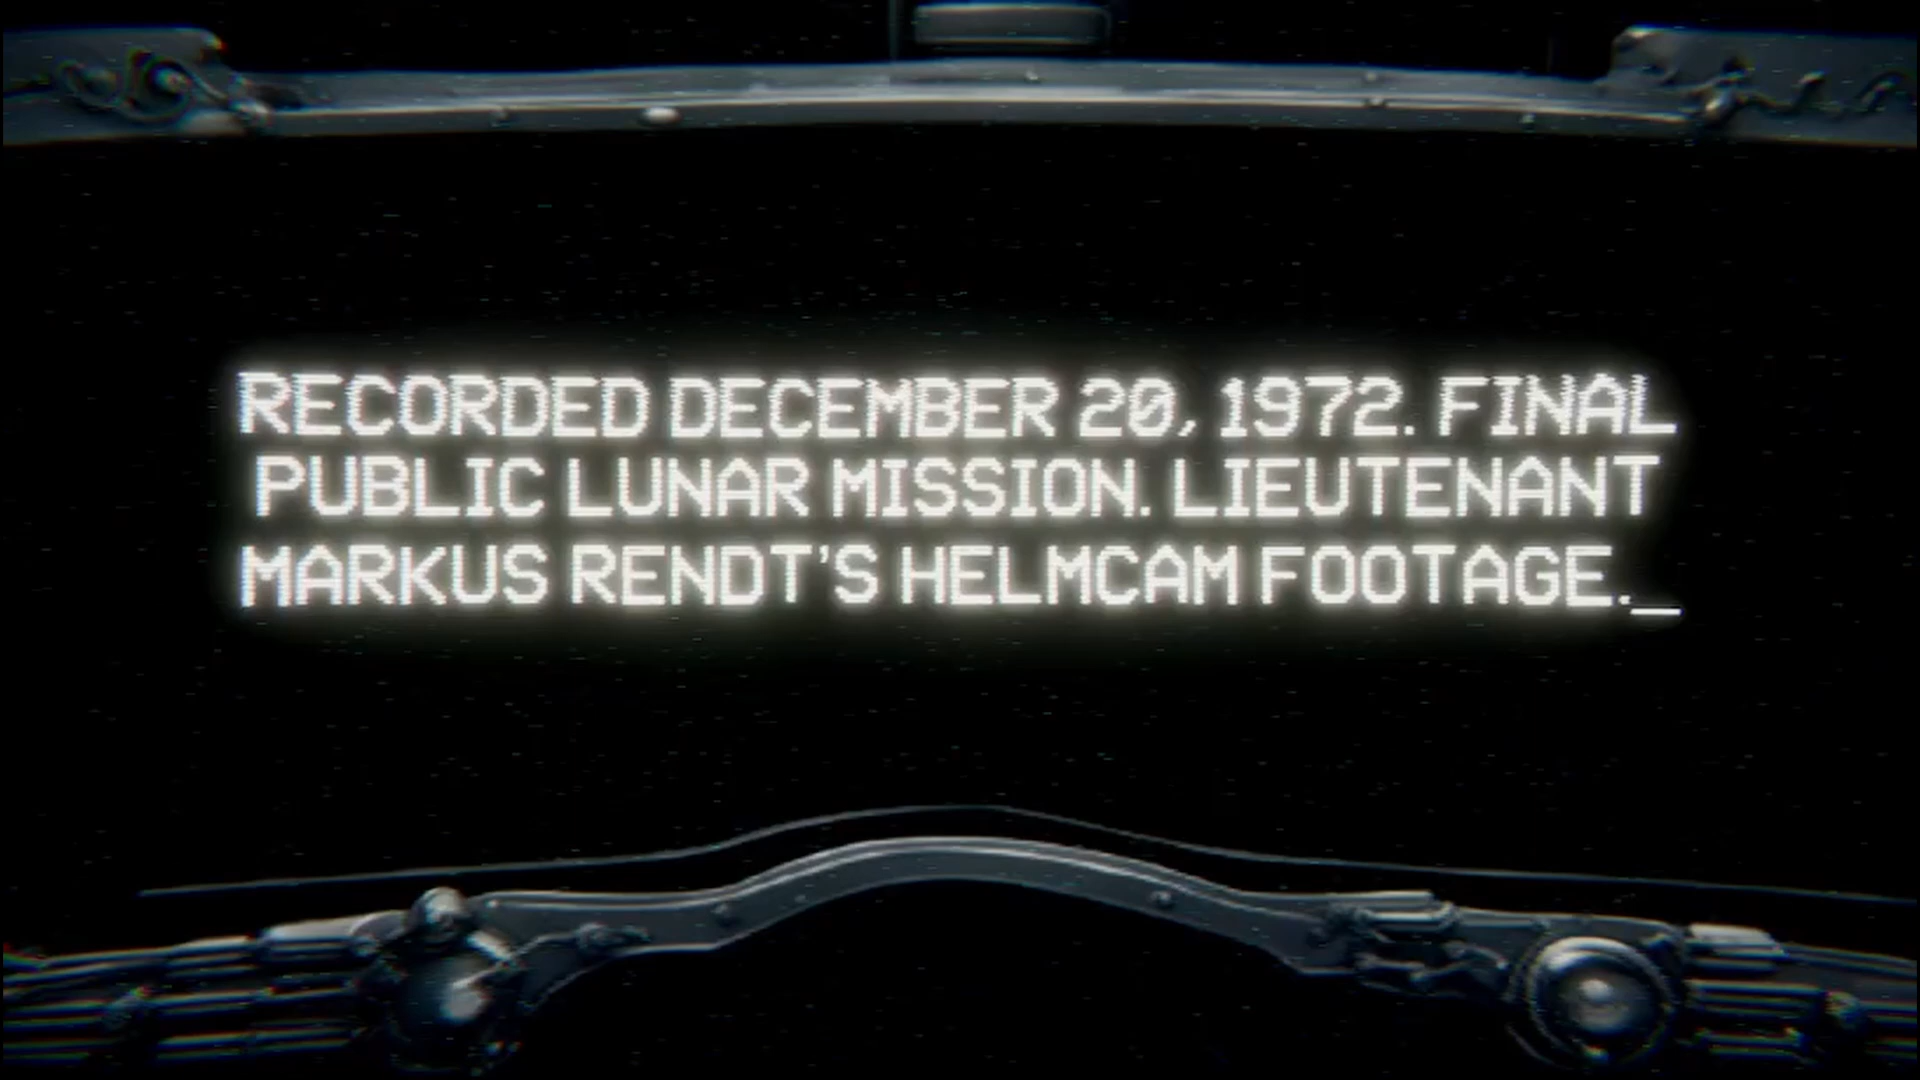 RECORDED DECEMBER 20, 1972. FINAL
PUBLIC LUNAR MISSION. LIEUTENANT
MARKUS RENDT'S HELMCAM FOOTAGE._